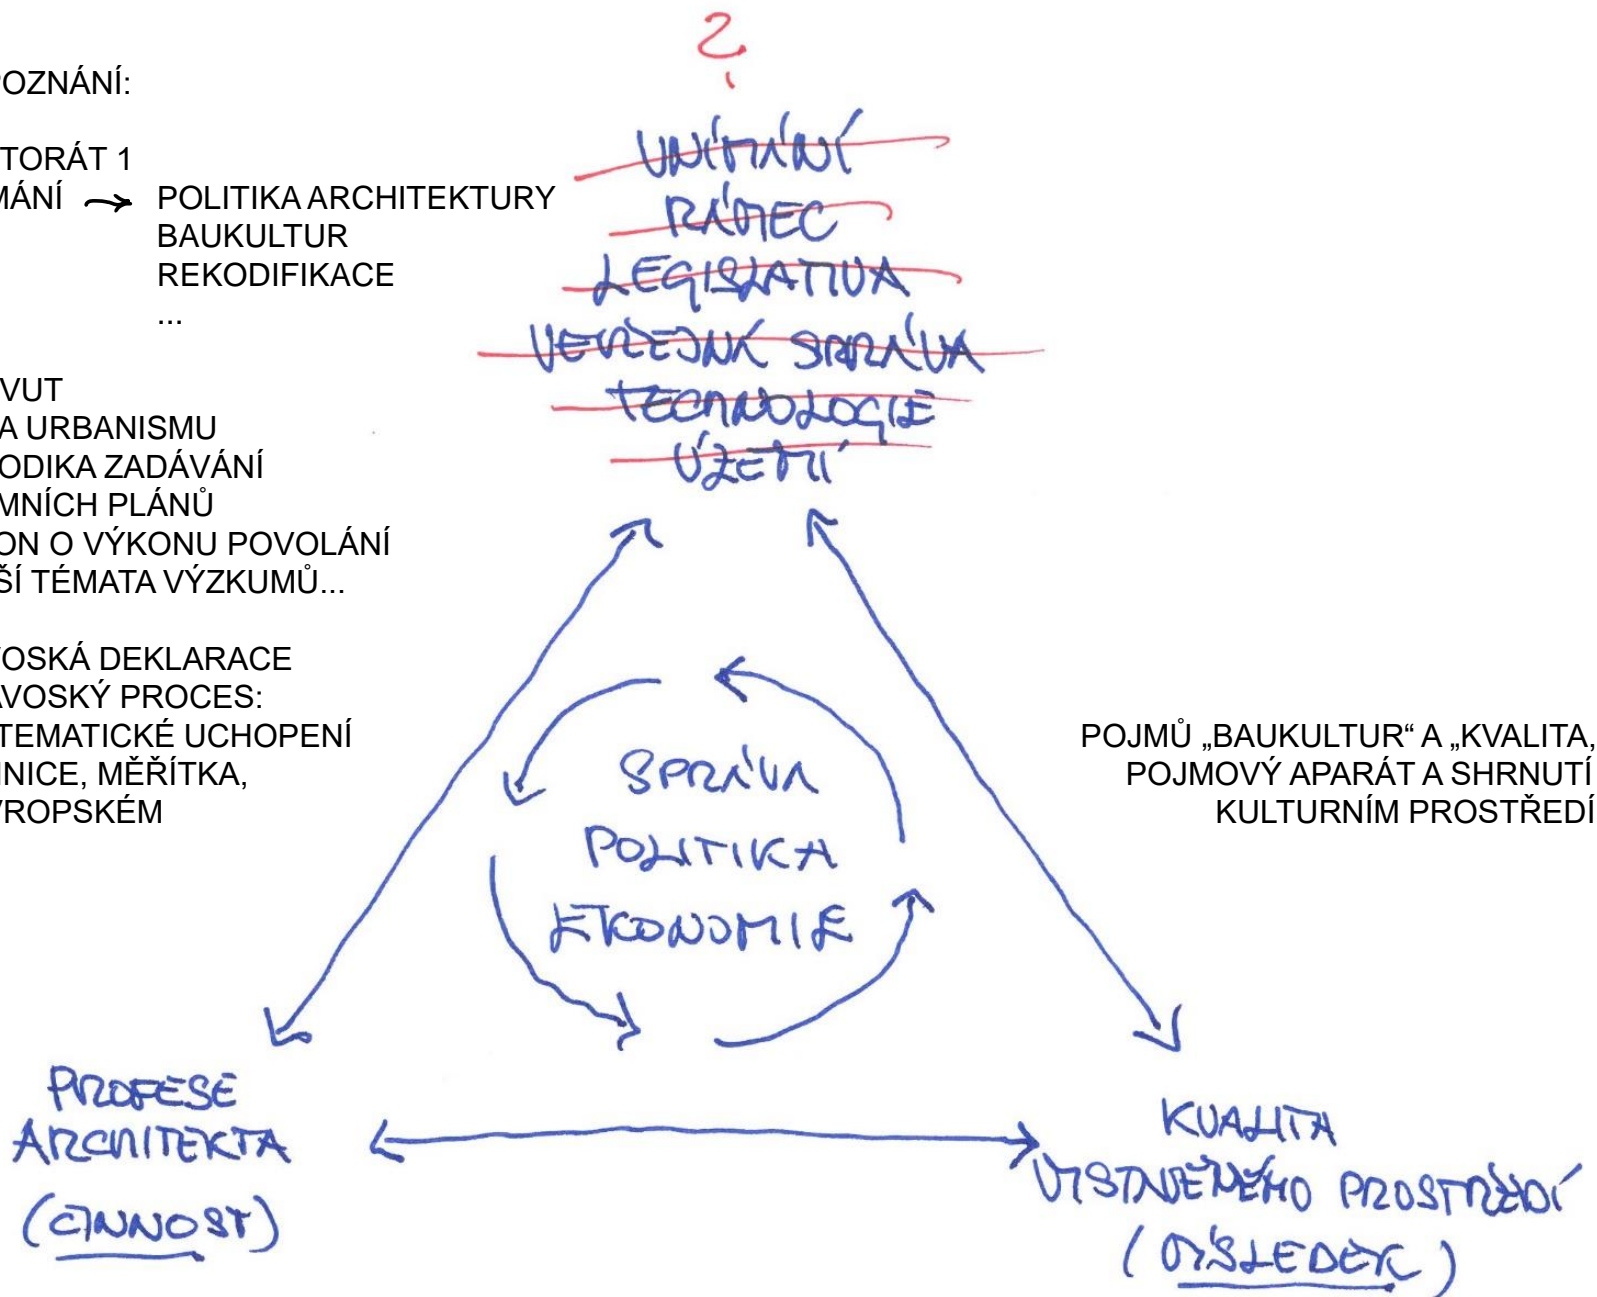 OZNÁNÍ:
TORÁT 1
MÁNÍ → POLITIKA ARCHITEKTURY
BAUKULTUR
REKODIFIKACE
...
VUT
A URBANISMU
ODIKA ZADÁVÁNÍ
MNÍCH PLÁNŮ
ON O VÝKONU POVOLÁNÍ
ŠÍ TÉMATA VÝZKUMŮ...
OSKÁ DEKLARACE
AVOSKÝ PROCES:
TEMATICKÉ UCHOPENÍ
NICE, MĚŘÍTKA,
VROPSKÉM
POJMŮ „BAUKULTUR“ A „KVALITA,
POJMOVÝ APARÁT A SHRNUTÍ
KULTURNÍM PROSTŘEDÍ
?
VNÍMÁNÍ
RÁMEC
LEGISLATIVA
VEŘEJNÁ SPRÁVA
TECHNOLOGIE
ÚZEMÍ
SPRÁVA
POLITIKA
EKONOMIE
PROFESE
ARCHITEKTA
(ČINNOST)
KVALITA
VYSTAVĚNÉHO PROSTŘEDÍ
(VÝSLEDEK)